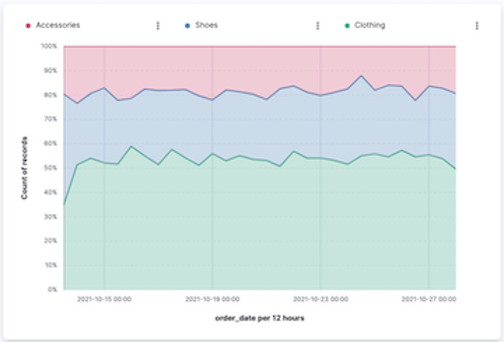 Accessories Shoes Clothing
100%
90%
80%
70%
60%
50%
40%
30%
20%
10%
0%
Count of records
2021-10-15 00:00 2021-10-19 00:00 2021-10-23 00:00 2021-10-27 00:00
order_date per 12 hours